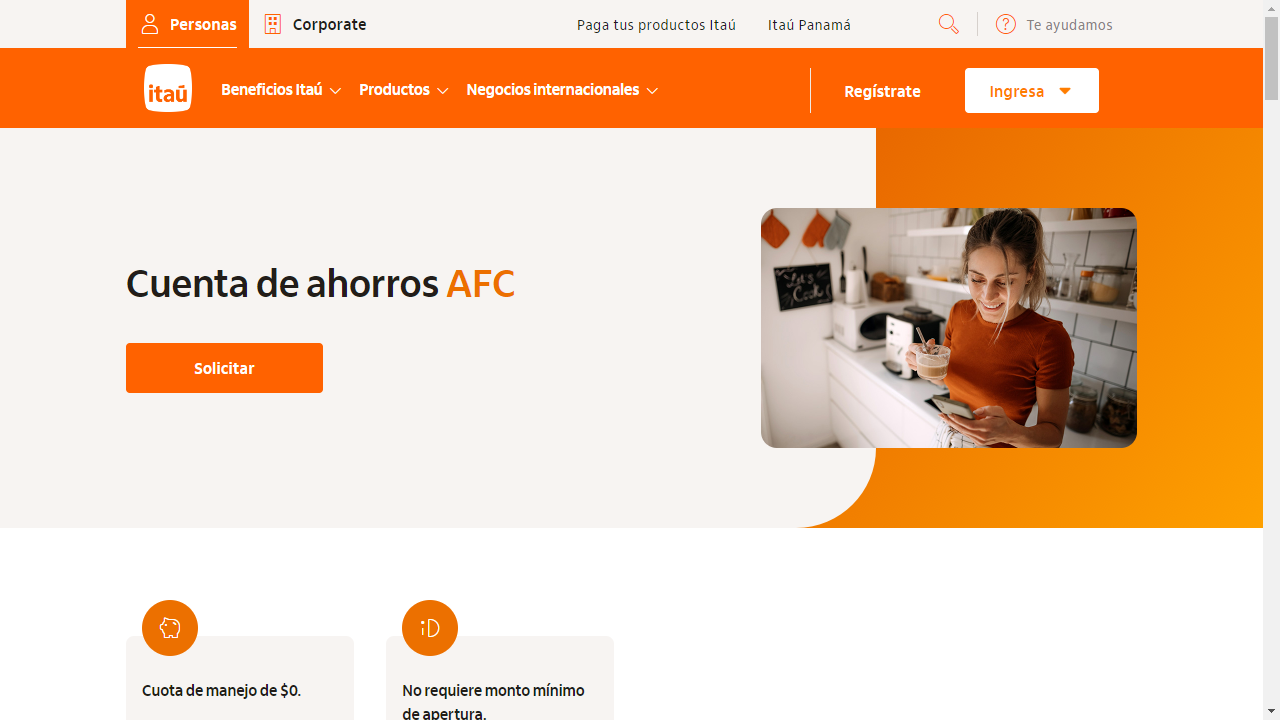 Personas
Corporate
Paga tus productos Itaú
Itaú Panamá
Te ayudamos
itaú
Beneficios Itaú
Productos
Negocios internacionales
Regístrate
Ingresa
Cuenta de ahorros AFC
Solicitar
Let's
Cook
Cuota de manejo de $0.
No requiere monto mínimo
de apertura.